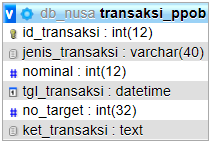 v db_nusa transaksi_ppob
id_transaksi : int(12)
jenis_transaksi : varchar(40)
# nominal : int(12)
tgl_transaksi : datetime
# no_target : int(32)
ket_transaksi : text